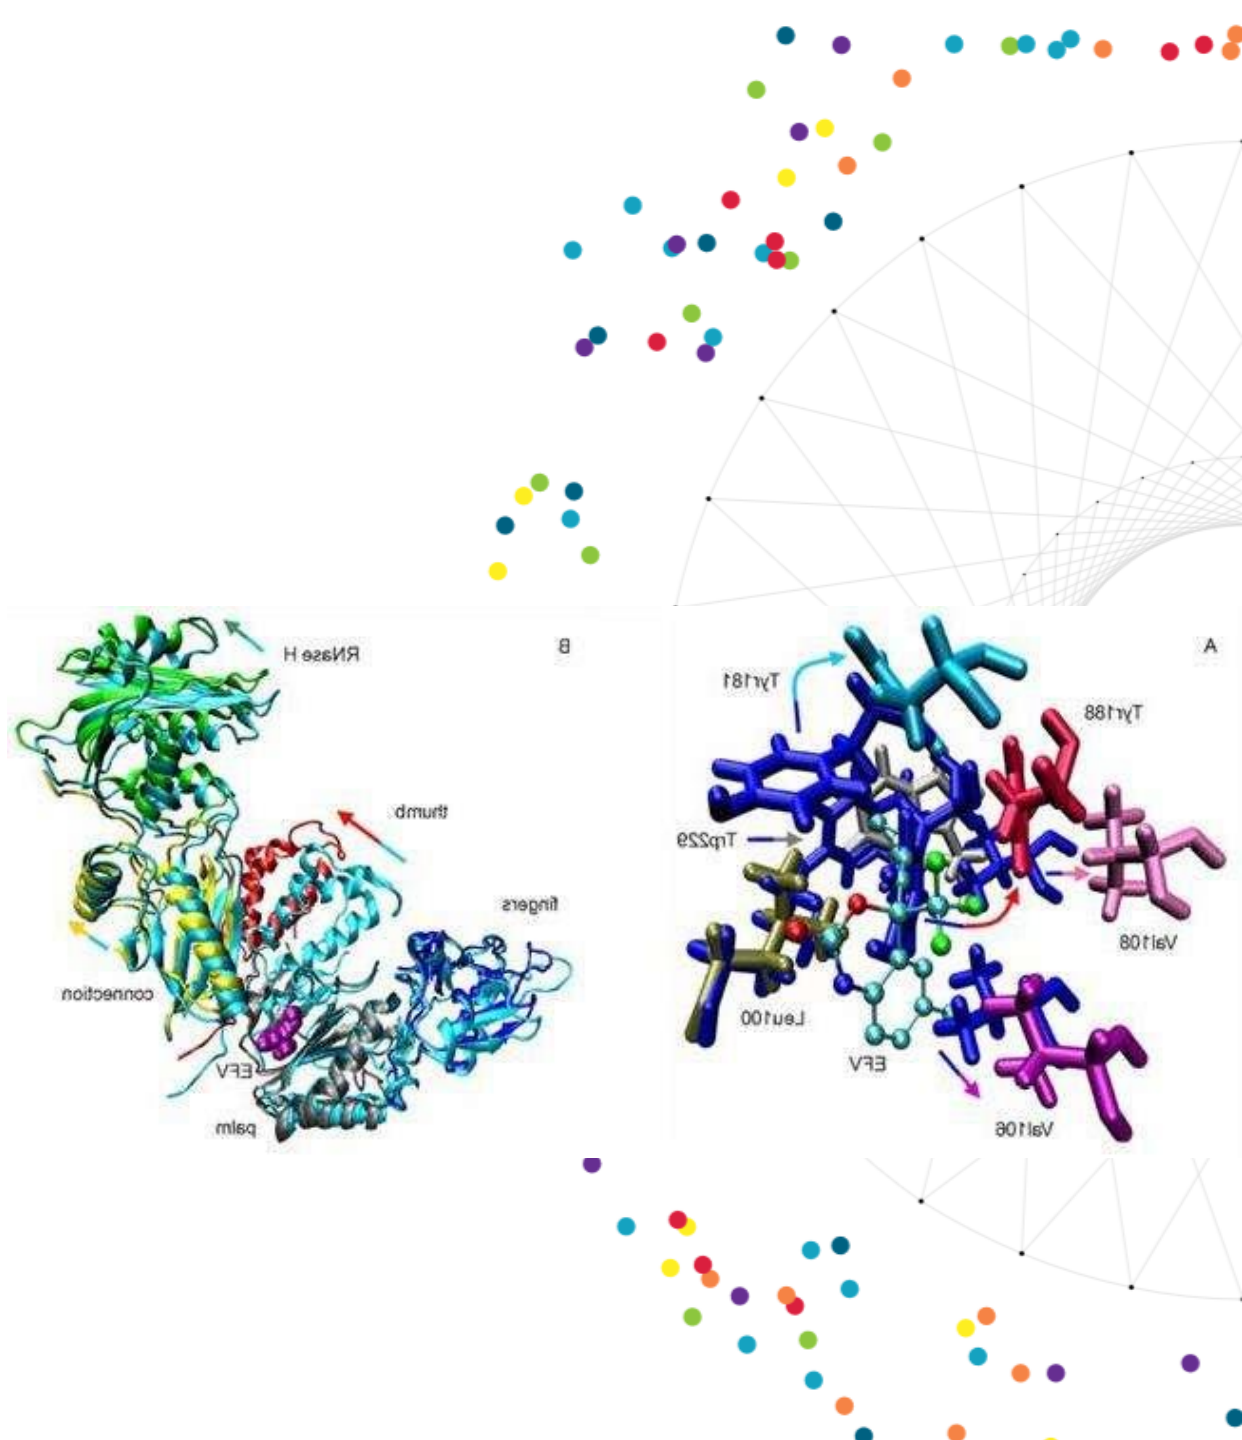 B
A
RNase H
Tyr181
Tyr188
thumb
Trp229
fingers
Val108
connection
Leu100
EFV
EFV
palm
Val106